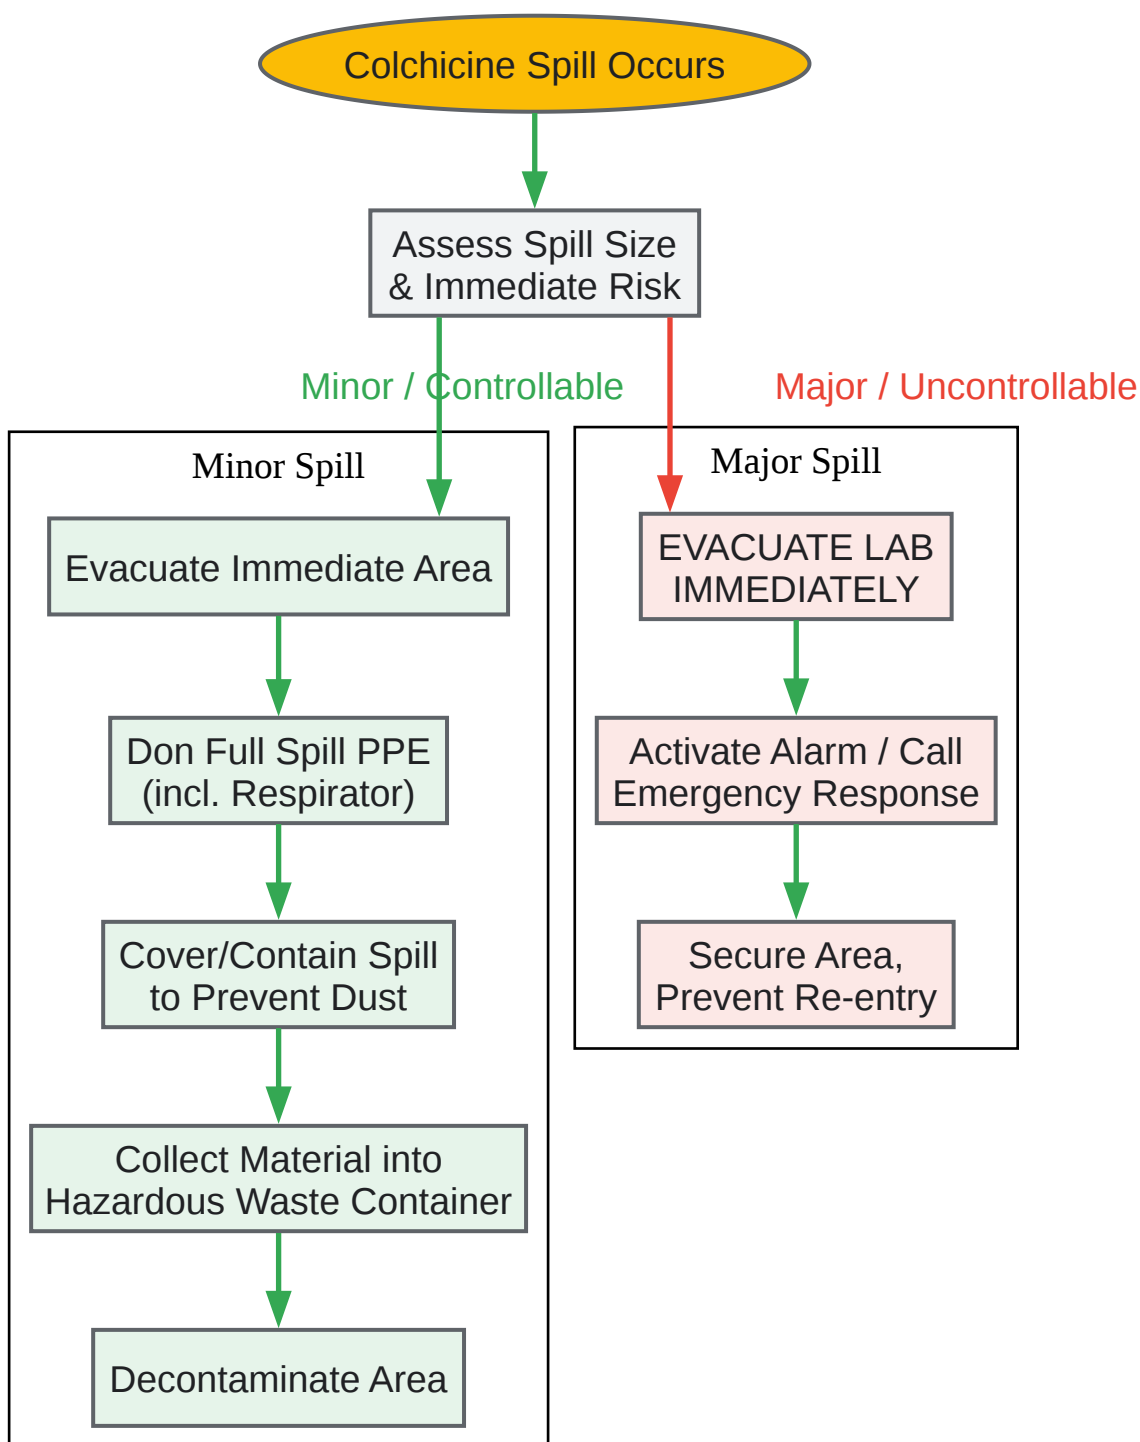 Colchicine Spill Occurs
Assess Spill Size
& Immediate Risk
Minor / Controllable
Major / Uncontrollable
Minor Spill
Evacuate Immediate Area
Don Full Spill PPE
(incl. Respirator)
Cover/Contain Spill
to Prevent Dust
Collect Material into
Hazardous Waste Container
Decontaminate Area
Major Spill
EVACUATE LAB
IMMEDIATELY
Activate Alarm / Call
Emergency Response
Secure Area,
Prevent Re-entry